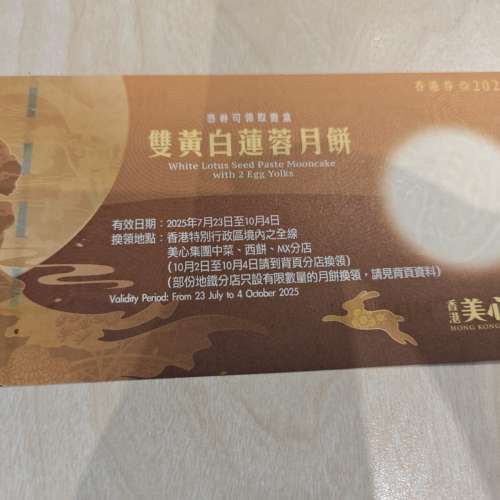 香港券 2025
憑券可領取壹盒
雙黃白蓮蓉月餅
White Lotus Seed Paste Mooncake
with 2 Egg Yolks
有效日期：2025年7月23日至10月4日
換領地點：香港特別行政區境內之全線
美心集團中菜、西餅、MX分店
(10月2日至10月4日請到背頁分店換領)
(部份地鐵分店只設有限數量的月餅換領，請見背頁資料)
Validity Period: From 23 July to 4 October 2025
香港 美心
HONG KONG